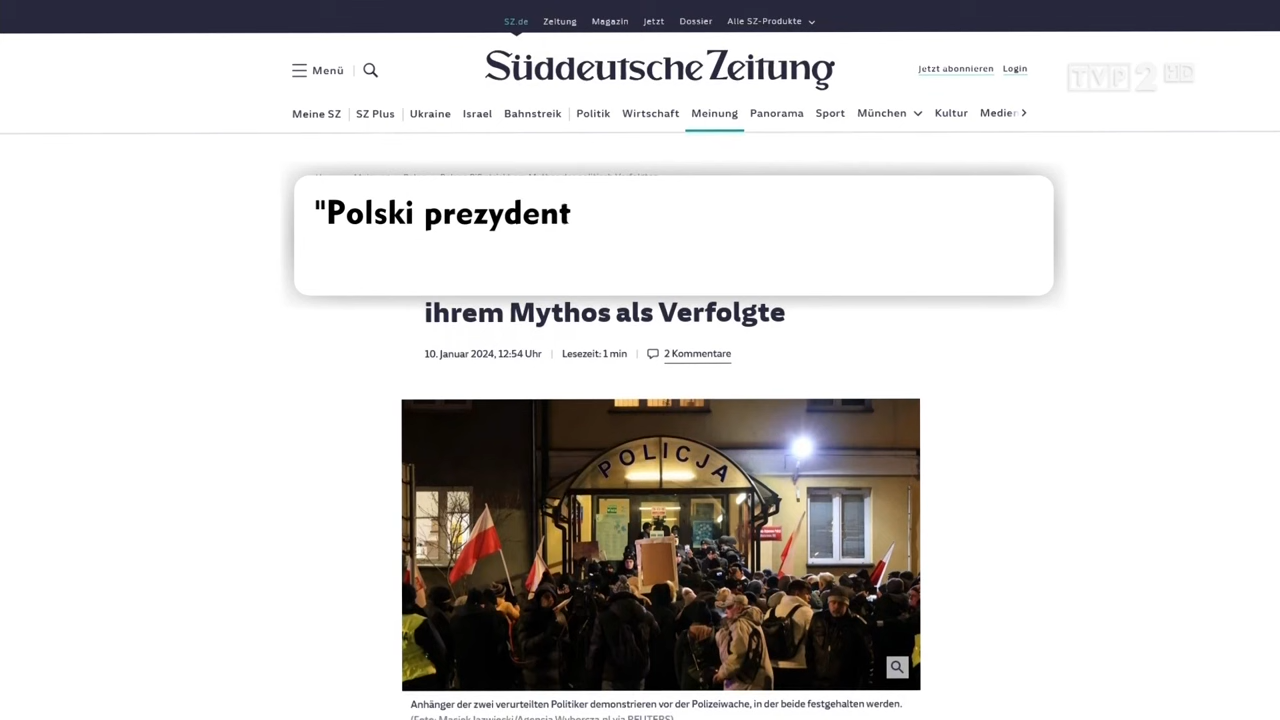 SZ.de Zeitung Magazin Jetzt Dossier Alle SZ-Produkte
Menü
Süddeutsche Zeitung
Jetzt abonnieren Login
TVP2 HD
Meine SZ SZ Plus Ukraine Israel Bahnstreik Politik Wirtschaft Meinung Panorama Sport München Kultur Medien
"Polski prezydent
ihrem Mythos als Verfolgte
10. Januar 2024, 12:54 Uhr Lesezeit: 1 min 2 Kommentare
POLICJA
Anhänger der zwei verurteilten Politiker demonstrieren vor der Polizeiwache, in der beide festgehalten werden.